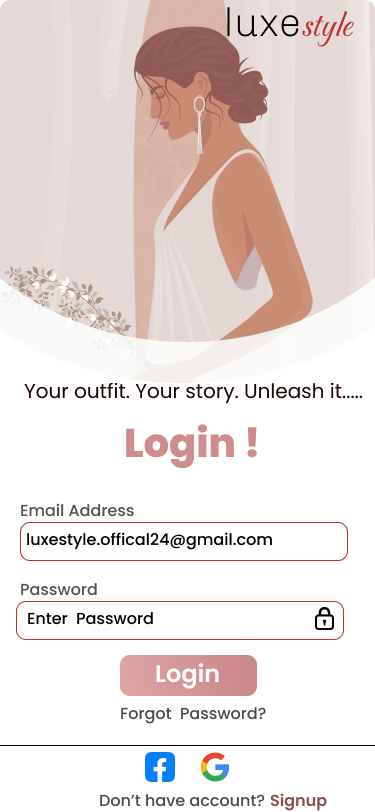 luxestyle
Your outfit. Your story. Unleash it.....
Login !
Email Address
luxestyle.offical24@gmail.com
Password
Enter Password
Login
Forgot Password?
Don't have account? Signup